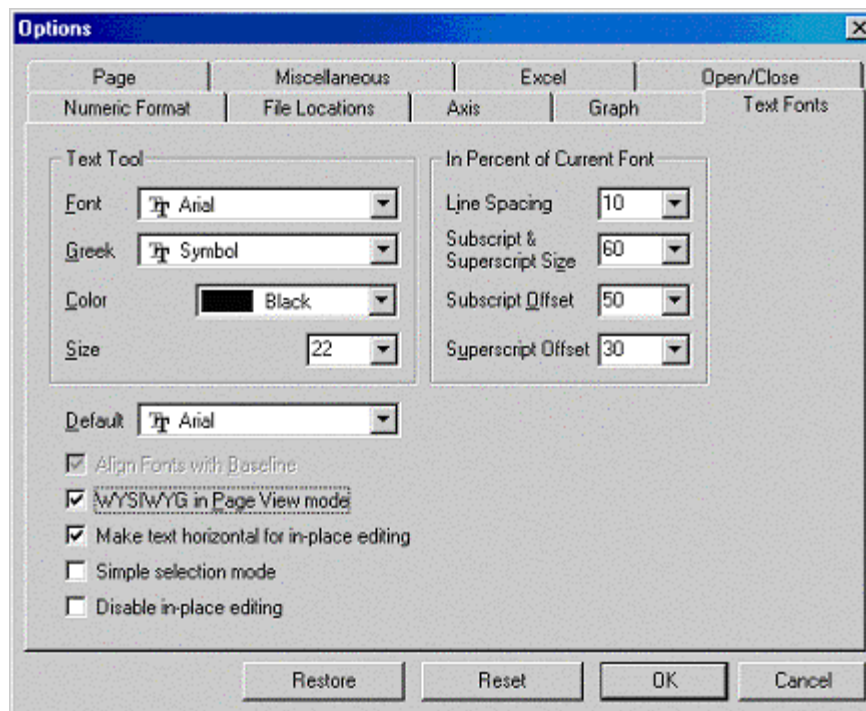 Options
Page Miscellaneous Excel Open/Close
Numeric Format File Locations Axis Graph Text Fonts
Text Tool
Font Arial
Greek Symbol
Color Black
Size 22
In Percent of Current Font
Line Spacing 10
Subscript &
Superscript Size 60
Subscript Offset 50
Superscript Offset 30
Default Arial
Align Fonts with Baseline
WYSIWYG in Page View mode
Make text horizontal for in-place editing
Simple selection mode
Disable in-place editing
Restore Reset OK Cancel